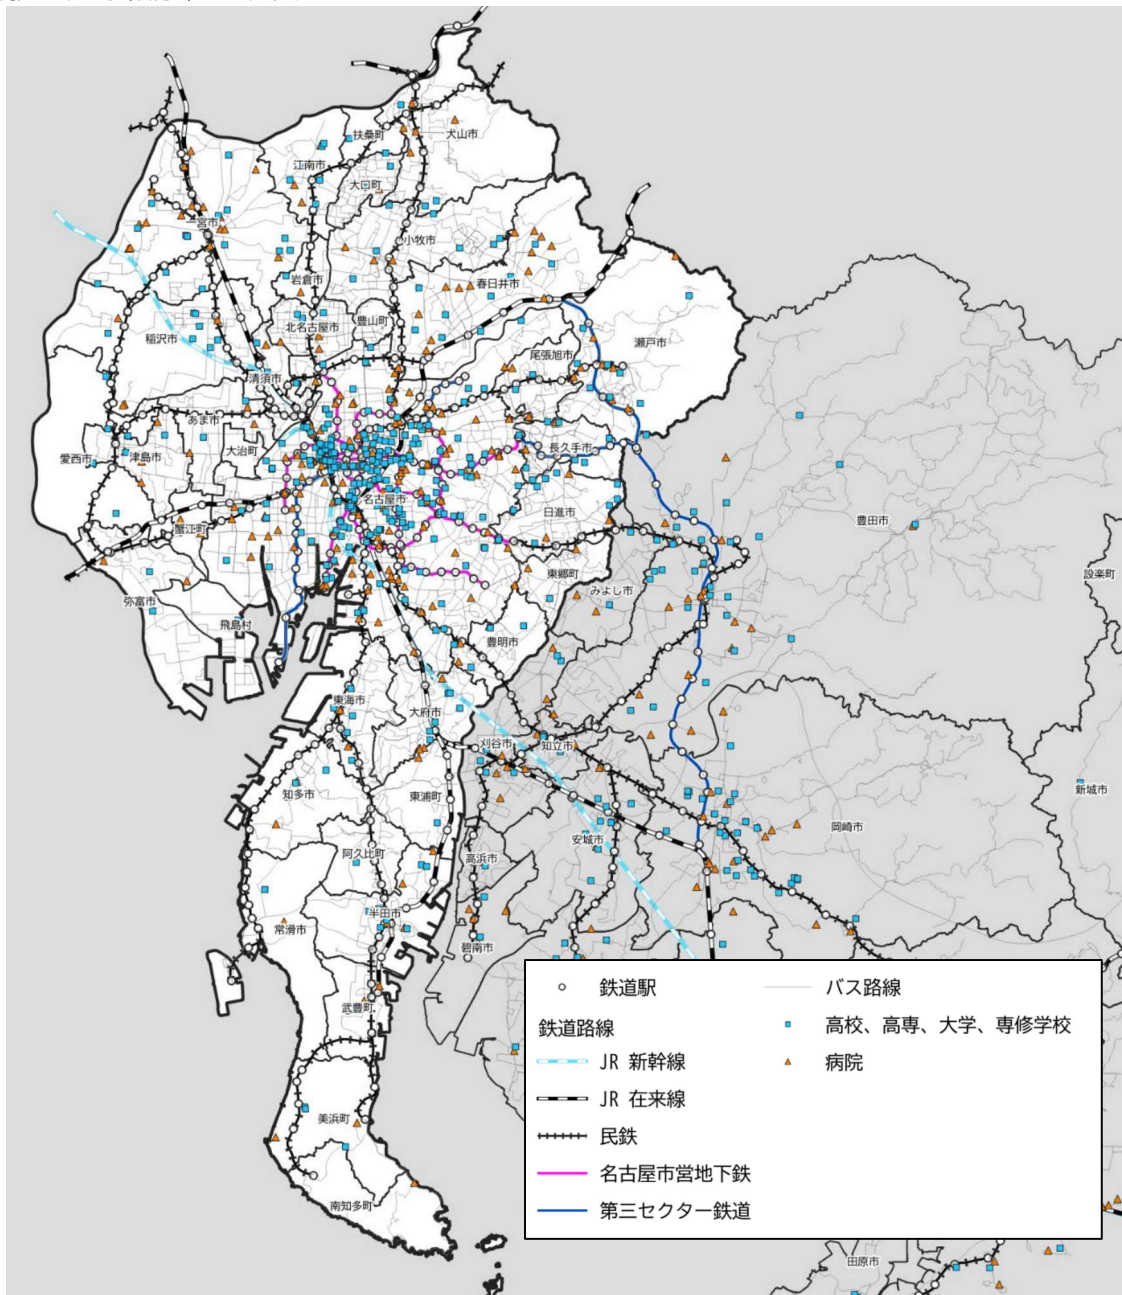 扶桑町
犬山市
江南市
大口町
一宮市
小牧市
岩倉市
春日井市
北名古屋市
豊山町
稲沢市
瀬戸市
尾張旭市
清須市
あま市
大治町
長久手市
愛西市
津島市
名古屋市
日進市
豊田市
蟹江町
東郷町
設楽町
みよし市
弥富市
飛島村
豊明市
東海市
大府市
刈谷市
知立市
知多市
東浦町
新城市
岡崎市
安城市
阿久比町
高浜市
半田市
常滑市
碧南市
武豊町
美浜町
南知多町
田原市
鉄道駅
鉄道路線
JR 新幹線
JR 在来線
民鉄
名古屋市営地下鉄
第三セクター鉄道
バス路線
高校、高専、大学、専修学校
病院